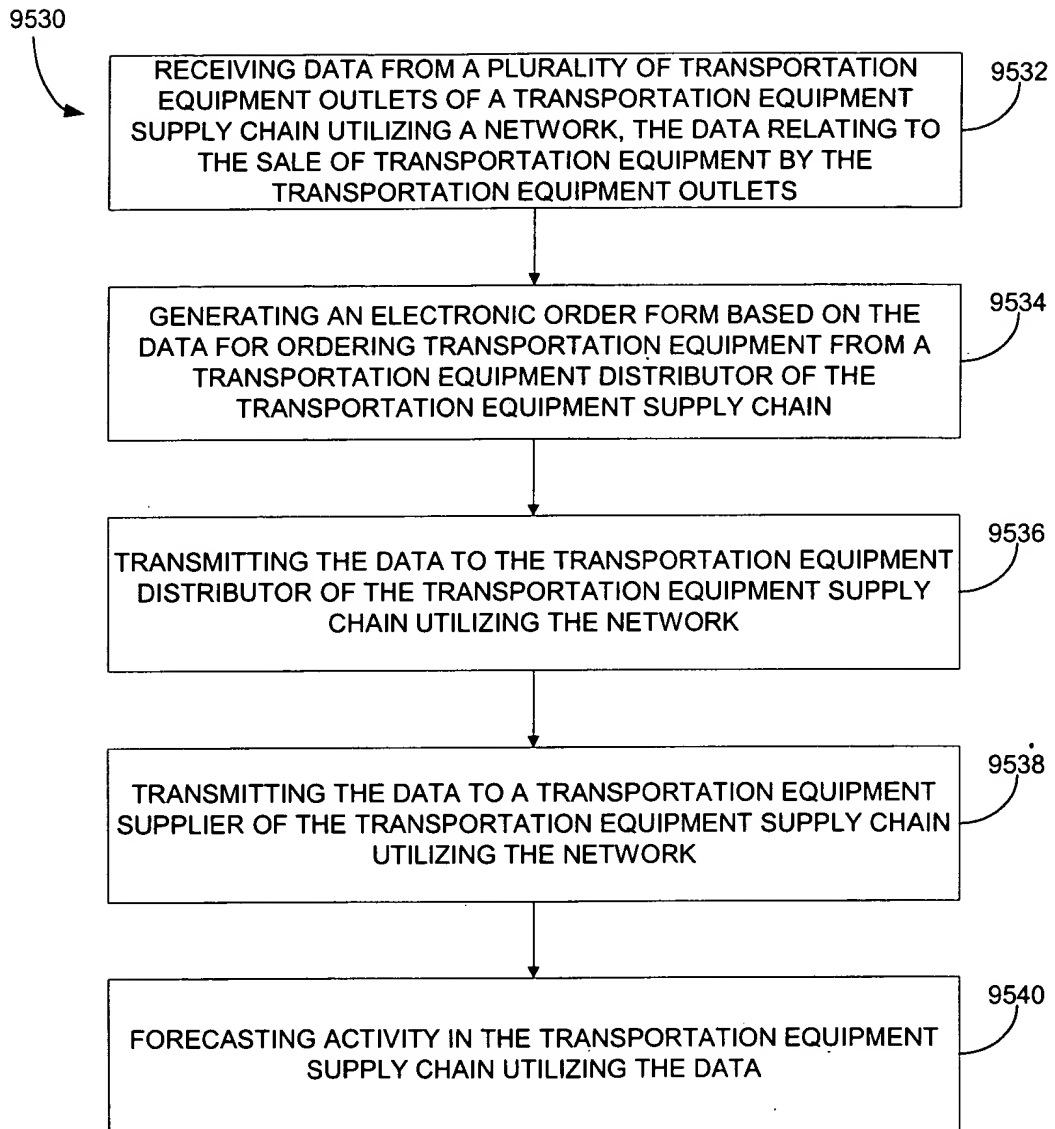 9530
RECEIVING DATA FROM A PLURALITY OF TRANSPORTATION
EQUIPMENT OUTLETS OF A TRANSPORTATION EQUIPMENT
SUPPLY CHAIN UTILIZING A NETWORK, THE DATA RELATING TO
THE SALE OF TRANSPORTATION EQUIPMENT BY THE
TRANSPORTATION EQUIPMENT OUTLETS
9532
GENERATING AN ELECTRONIC ORDER FORM BASED ON THE
DATA FOR ORDERING TRANSPORTATION EQUIPMENT FROM A
TRANSPORTATION EQUIPMENT DISTRIBUTOR OF THE
TRANSPORTATION EQUIPMENT SUPPLY CHAIN
9534
TRANSMITTING THE DATA TO THE TRANSPORTATION EQUIPMENT
DISTRIBUTOR OF THE TRANSPORTATION EQUIPMENT SUPPLY
CHAIN UTILIZING THE NETWORK
9536
TRANSMITTING THE DATA TO A TRANSPORTATION EQUIPMENT
SUPPLIER OF THE TRANSPORTATION EQUIPMENT SUPPLY CHAIN
UTILIZING THE NETWORK
9538
FORECASTING ACTIVITY IN THE TRANSPORTATION EQUIPMENT
SUPPLY CHAIN UTILIZING THE DATA
9540